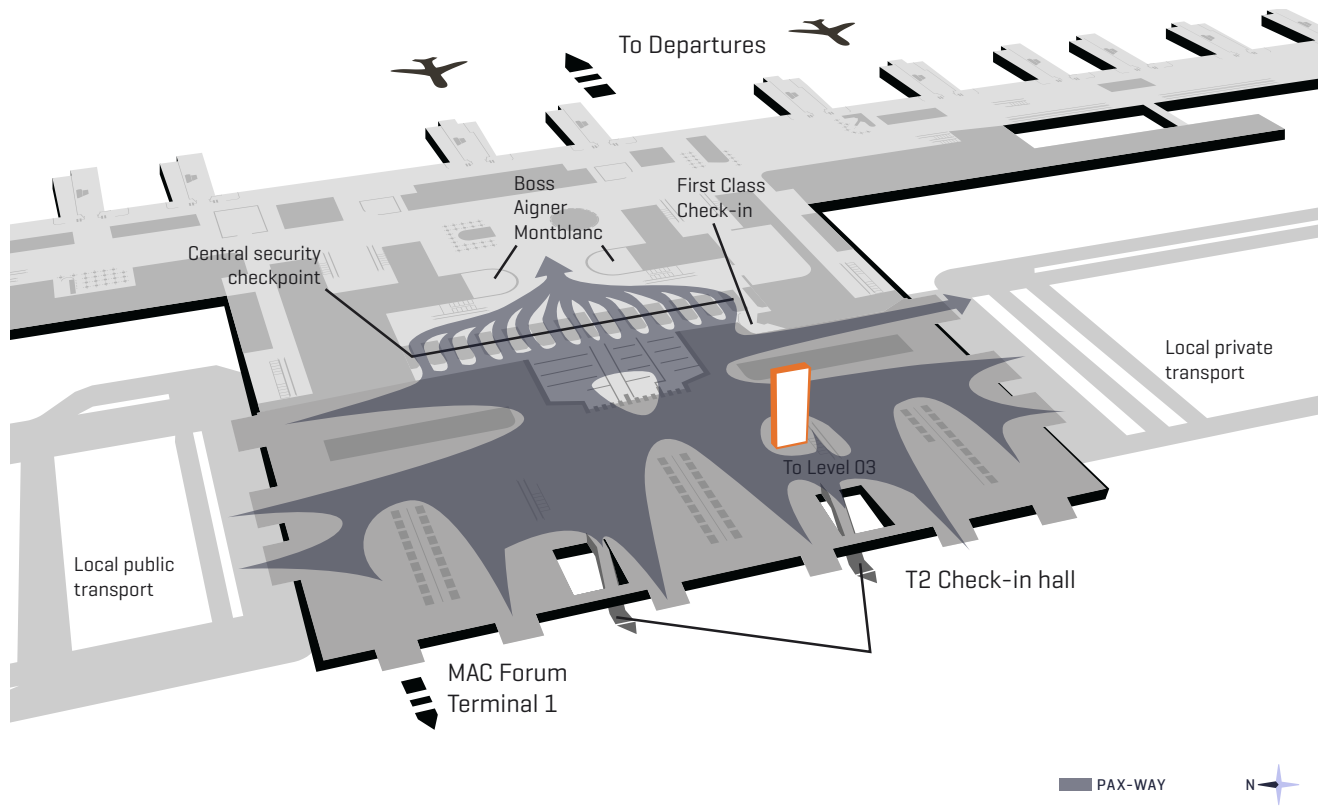 To Departures
Boss
Aigner
Montblanc
First Class
Check-in
Central security
checkpoint
Local private
transport
To Level 03
Local public
transport
T2 Check-in hall
MAC Forum
Terminal 1
PAX-WAY
N